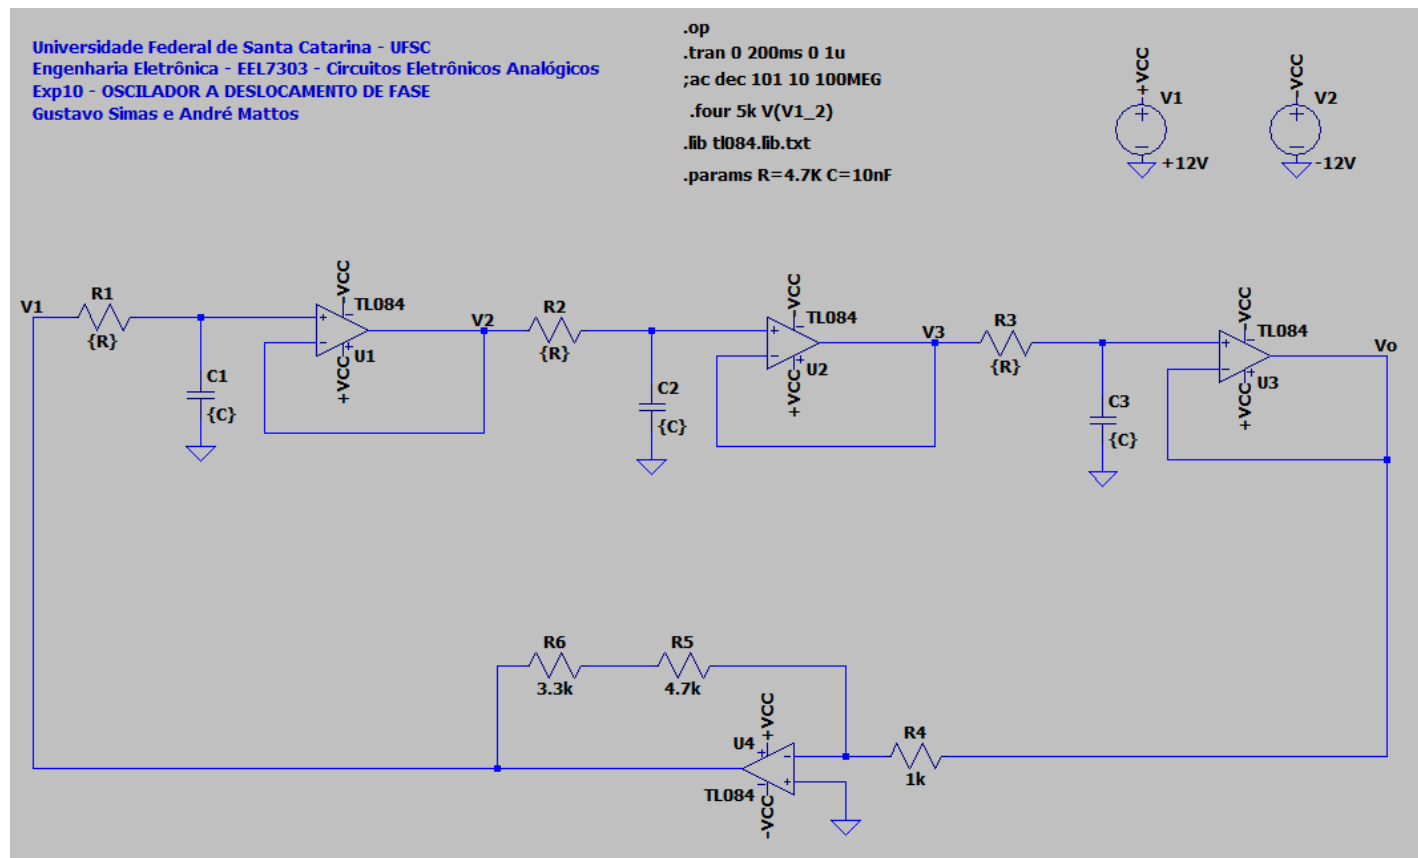 Universidade Federal de Santa Catarina - UFSC
Engenharia Eletrônica - EEL7303 - Circuitos Eletrônicos Analógicos
Exp10 - OSCILADOR A DESLOCAMENTO DE FASE
Gustavo Simas e André Mattos
.op
.tran 0 200ms 0 1u
;ac dec 101 10 100MEG
.four 5k V(V1_2)
.lib tl084.lib.txt
.params R=4.7K C=10nF
+VCC
V1
+12V
-VCC
V2
-12V
V1
R1
{R}
C1
{C}
-VCC
TL084
U1
+VCC
V2
R2
{R}
C2
{C}
-VCC
TL084
U2
+VCC
V3
R3
{R}
C3
{C}
-VCC
TL084
U3
+VCC
Vo
R6
3.3k
R5
4.7k
+VCC
U4
TL084
-VCC
R4
1k